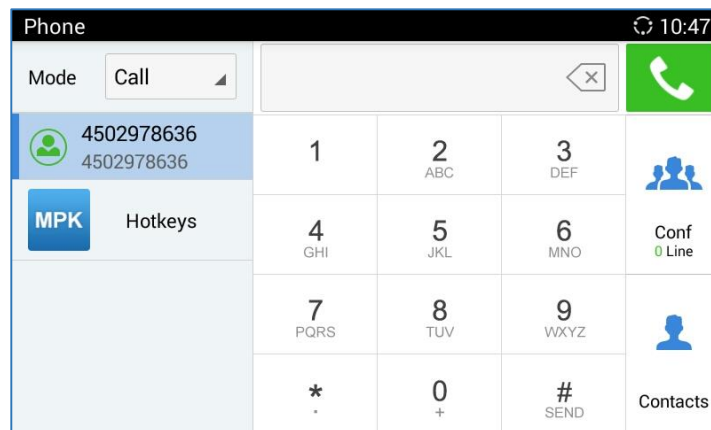 Phone
10:47
Mode
Call
4502978636
4502978636
MPK
Hotkeys
1
2
ABC
3
DEF
4
GHI
5
JKL
6
MNO
7
PQRS
8
TUV
9
WXYZ
*
.
0
+
#
SEND
Conf
0 Line
Contacts